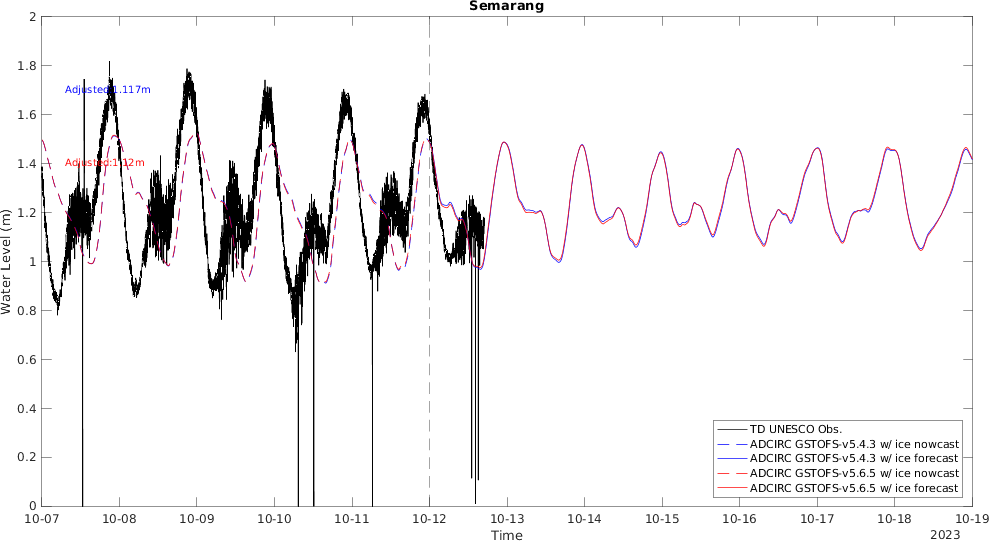 Semarang
2
1.8
1.6
1.4
1.2
1
0.8
0.6
0.4
0.2
0
Water Level (m)
Adjusted:1.117m
Adjusted:1.12m
TD UNESCO Obs.
ADCIRC GSTOFS-v5.4.3 w/ ice nowcast
ADCIRC GSTOFS-v5.4.3 w/ ice forecast
ADCIRC GSTOFS-v5.6.5 w/ ice nowcast
ADCIRC GSTOFS-v5.6.5 w/ ice forecast
10-07 10-08 10-09 10-10 10-11 10-12 10-13 10-14 10-15 10-16 10-17 10-18 10-19
Time
2023